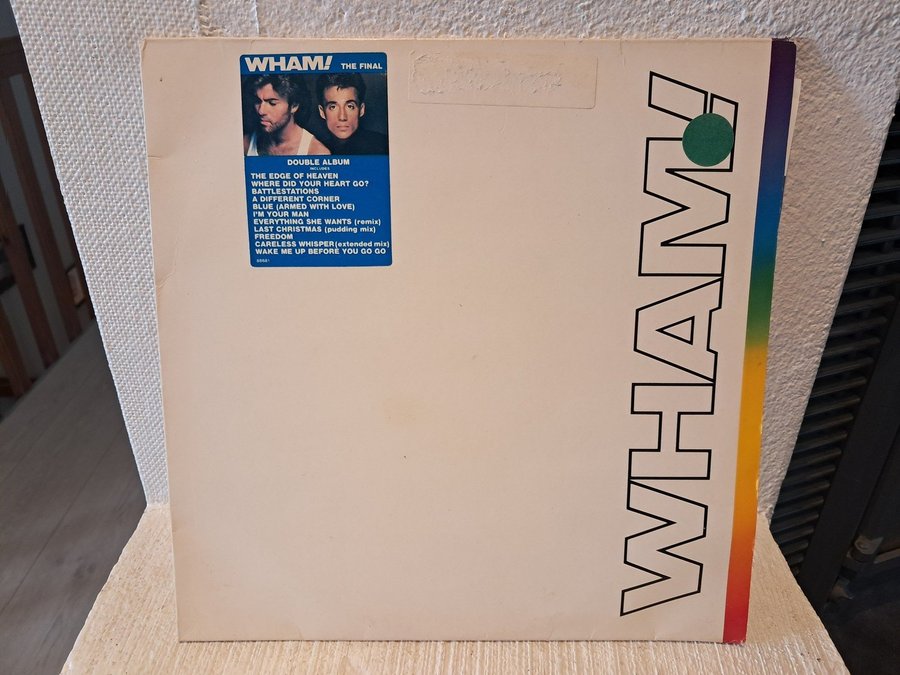 WHAM! THE FINAL
DOUBLE ALBUM
INCLUDES
THE EDGE OF HEAVEN
WHERE DID YOUR HEART GO?
BATTLESTATIONS
A DIFFERENT CORNER
BLUE (ARMED WITH LOVE)
I'M YOUR MAN
EVERYTHING SHE WANTS (remix)
LAST CHRISTMAS (pudding mix)
FREEDOM
CARELESS WHISPER (extended mix)
WAKE ME UP BEFORE YOU GO GO
88681
WHAM!